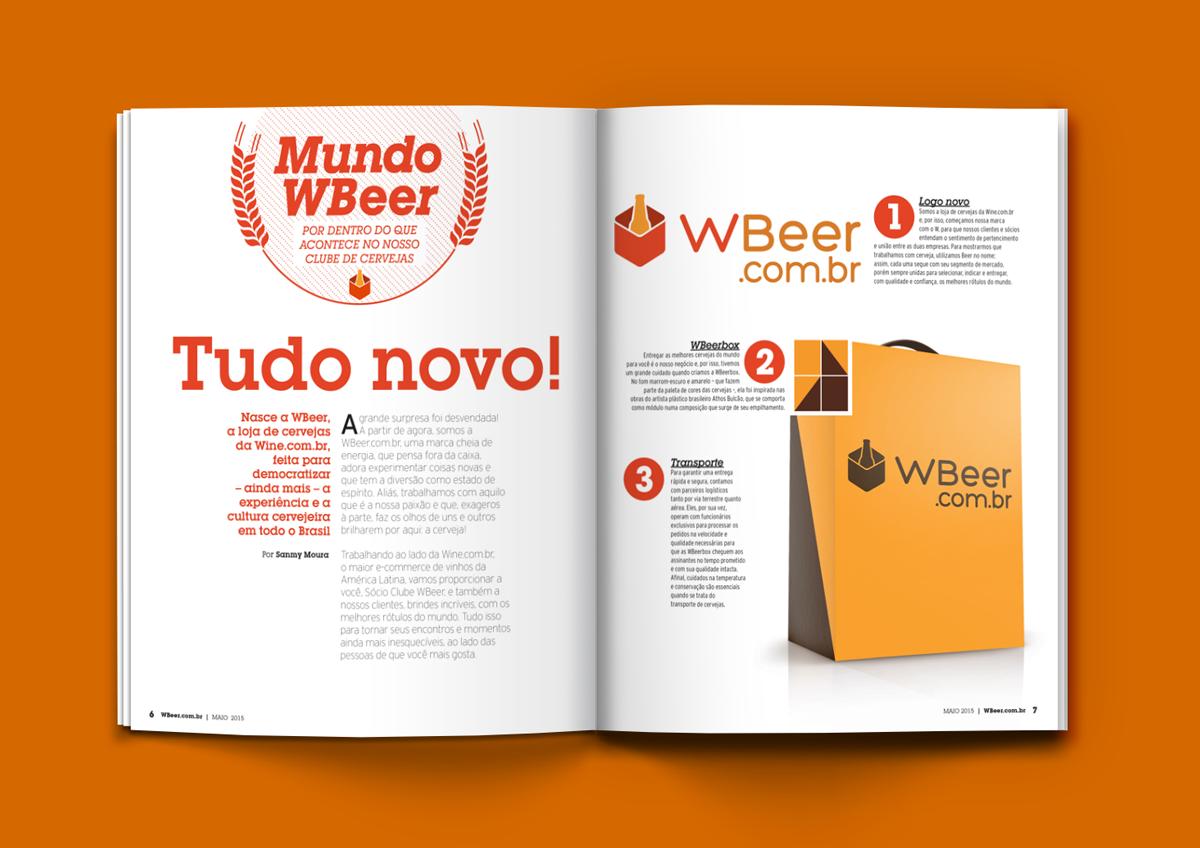 Mundo
WBeer
POR DENTRO DO QUE
ACONTECE NO NOSSO
CLUBE DE CERVEJAS
Tudo novo!
Nasce a WBeer,
a loja de cervejas
da Wine.com.br,
feita para
democratizar
– ainda mais – a
experiência e a
cultura cervejeira
em todo o Brasil
Por Sanmy Moura
A grande surpresa foi desvendada!
A partir de agora, somos a
WBeer.com.br, uma marca cheia de
energia, que pensa fora da caixa,
adora experimentar coisas novas e
que tem a diversão como estado de
espírito. Aliás, trabalhamos com aquilo
que é a nossa paixão e que, exageros
à parte, faz os olhos de uns e outros
brilharem por aqui: a cerveja!
Trabalhando ao lado da Wine.com.br,
o maior e-commerce de vinhos da
América Latina, vamos proporcionar a
você, Sócio Clube WBeer, e também a
nossos clientes, brindes incríveis, com os
melhores rótulos do mundo. Tudo isso
para tornar seus encontros e momentos
ainda mais inesquecíveis, ao lado das
pessoas de que você mais gosta.
6 WBeer.com.br | MAIO 2015
WBeer
.com.br
1
Logo novo
Somos a loja de cervejas da Wine.com.br
e, por isso, começamos nossa marca
com o W, para que nossos clientes e sócios
entendam o sentimento de pertencimento
e união entre as duas empresas. Para mostrarmos que
trabalhamos com cerveja, utilizamos Beer no nome;
assim, cada uma segue com seu segmento de mercado,
porém sempre unidas para selecionar, indicar e entregar,
com qualidade e confiança, os melhores rótulos do mundo.
WBeerbox
2
Entregar as melhores cervejas do mundo
para você é o nosso negócio e, por isso, tivemos
um grande cuidado quando criamos a WBeerbox.
No tom marrom-escuro e amarelo – que fazem
parte da paleta de cores das cervejas –, ela foi inspirada nas
obras do artista plástico brasileiro Athos Bulcão, que se comporta
como módulo numa composição que surge de seu empilhamento.
3
Transporte
Para garantir uma entrega
rápida e segura, contamos
com parceiros logísticos
tanto por via terrestre quanto
aérea. Eles, por sua vez,
operam com funcionários
exclusivos para processar os
pedidos na velocidade e
qualidade necessárias para
que as WBeerbox cheguem aos
assinantes no tempo prometido
e com sua qualidade intacta.
Afinal, cuidados na temperatura
e conservação são essenciais
quando se trata do
transporte de cervejas.
WBeer
.com.br
MAIO 2015 | WBeer.com.br 7